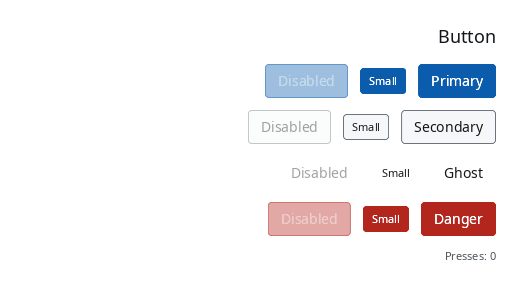 Button
Disabled Small Primary
Disabled Small Secondary
Disabled Small Ghost
Disabled Small Danger
Presses: 0